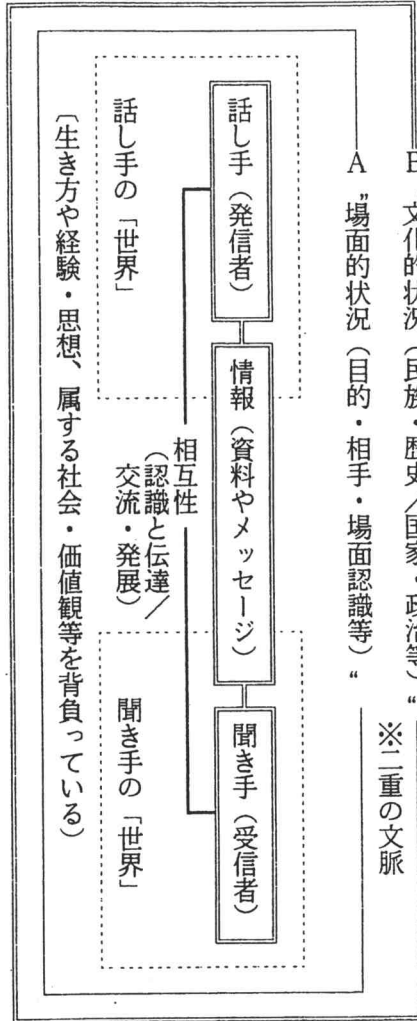 B „文化的状況（民族・歴史／国家・政治等）“
※二重の文脈
A „場面的状況（目的・相手・場面認識等）“
話し手（発信者）
情報（資料やメッセージ）
聞き手（受信者）
相互性
（認識と伝達／
交流・発展）
話し手の「世界」
聞き手の「世界」
〔生き方や経験・思想、属する社会・価値観等を背負っている〕